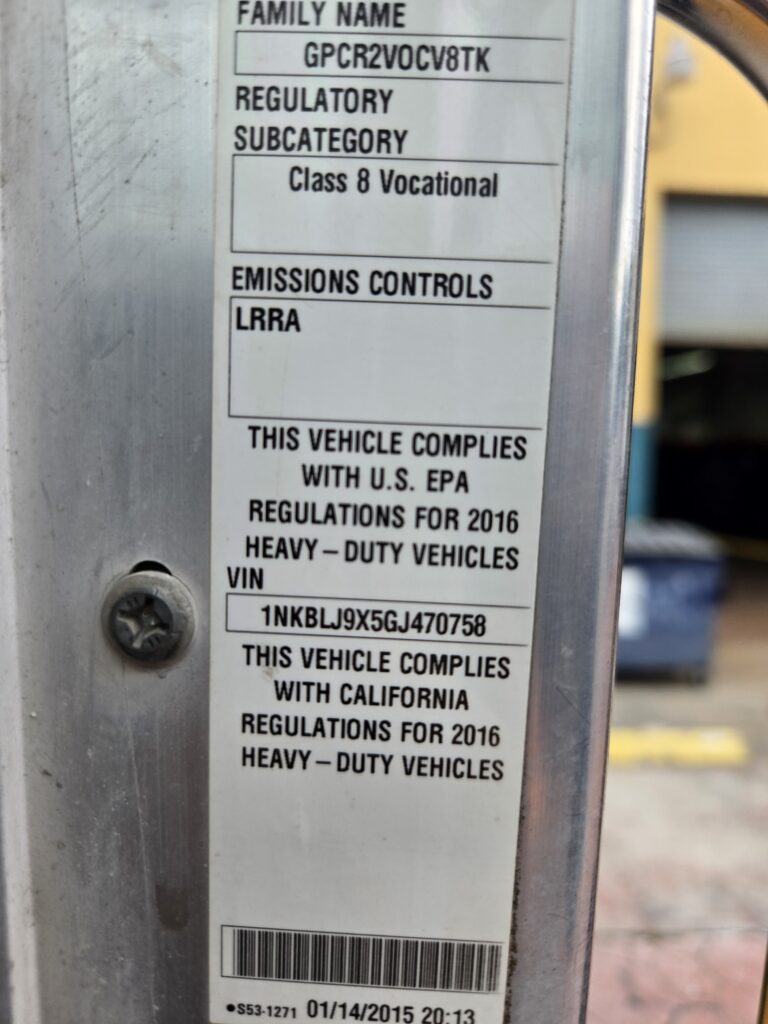 FAMILY NAME
GPCR2VOCV8TK
REGULATORY
SUBCATEGORY
Class 8 Vocational
EMISSIONS CONTROLS
LRRA
THIS VEHICLE COMPLIES
WITH U.S. EPA
REGULATIONS FOR 2016
HEAVY–DUTY VEHICLES
VIN
1NKBLJ9X5GJ470758
THIS VEHICLE COMPLIES
WITH CALIFORNIA
REGULATIONS FOR 2016
HEAVY–DUTY VEHICLES
•S53-1271 01/14/2015 20:13